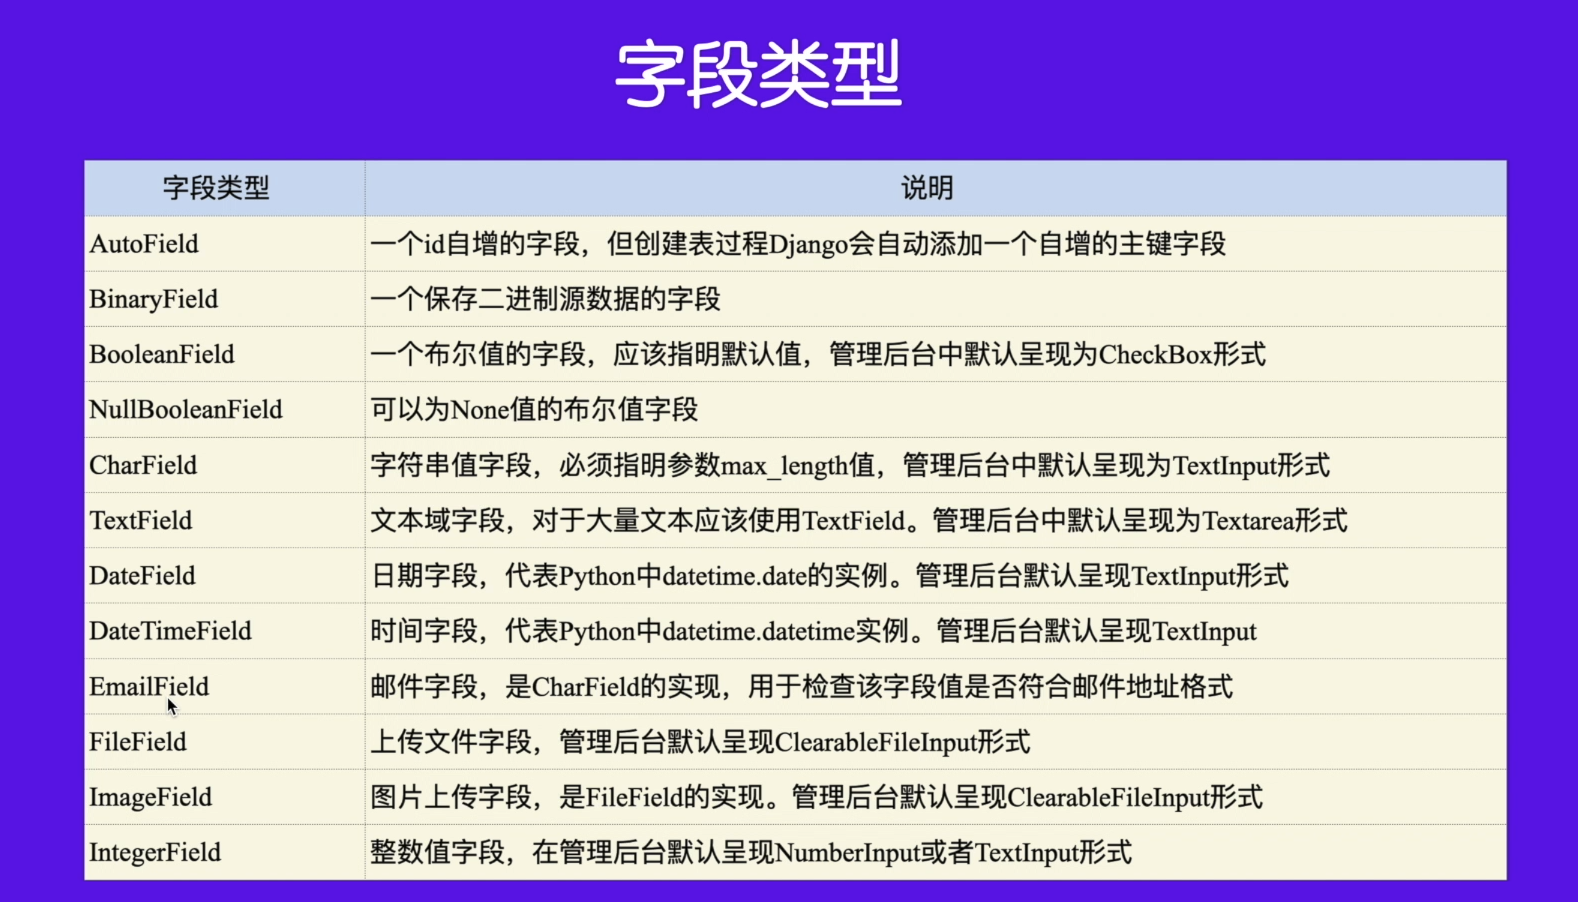 字段类型
字段类型 说明
AutoField 一个id自增的字段，但创建表过程Django会自动添加一个自增的主键字段
BinaryField 一个保存二进制源数据的字段
BooleanField 一个布尔值的字段，应该指明默认值，管理后台中默认呈现为CheckBox形式
NullBooleanField 可以为None值的布尔值字段
CharField 字符串值字段，必须指明参数max_length值，管理后台中默认呈现为TextInput形式
TextField 文本域字段，对于大量文本应该使用TextField。管理后台中默认呈现为Textarea形式
DateField 日期字段，代表Python中datetime.date的实例。管理后台默认呈现TextInput形式
DateTimeField 时间字段，代表Python中datetime.datetime实例。管理后台默认呈现TextInput
EmailField 邮件字段，是CharField的实现，用于检查该字段值是否符合邮件地址格式
FileField 上传文件字段，管理后台默认呈现ClearableFileInput形式
ImageField 图片上传字段，是FileField的实现。管理后台默认呈现ClearableFileInput形式
IntegerField 整数值字段，在管理后台默认呈现NumberInput或者TextInput形式